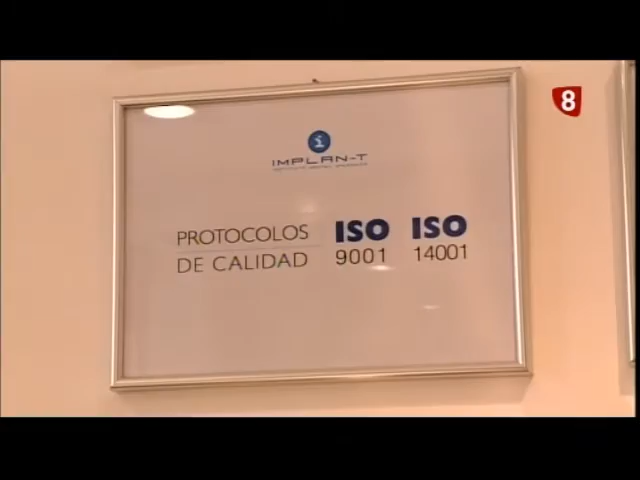 8
IMPLAN-T
PROTOCOLOS
DE CALIDAD
ISO
9001
ISO
14001